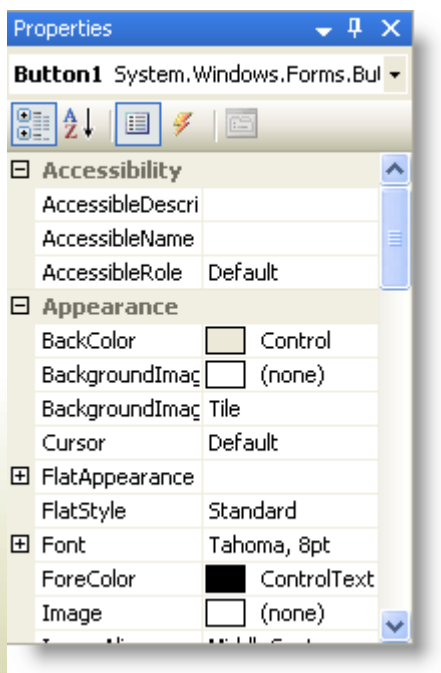 Properties
Button1 System.Windows.Forms.But
A
Z
Accessibility
AccessibleDescri
AccessibleName
AccessibleRole Default
Appearance
BackColor Control
BackgroundImag (none)
BackgroundImag Tile
Cursor Default
FlatAppearance
FlatStyle Standard
Font Tahoma, 8pt
ForeColor ControlText
Image (none)